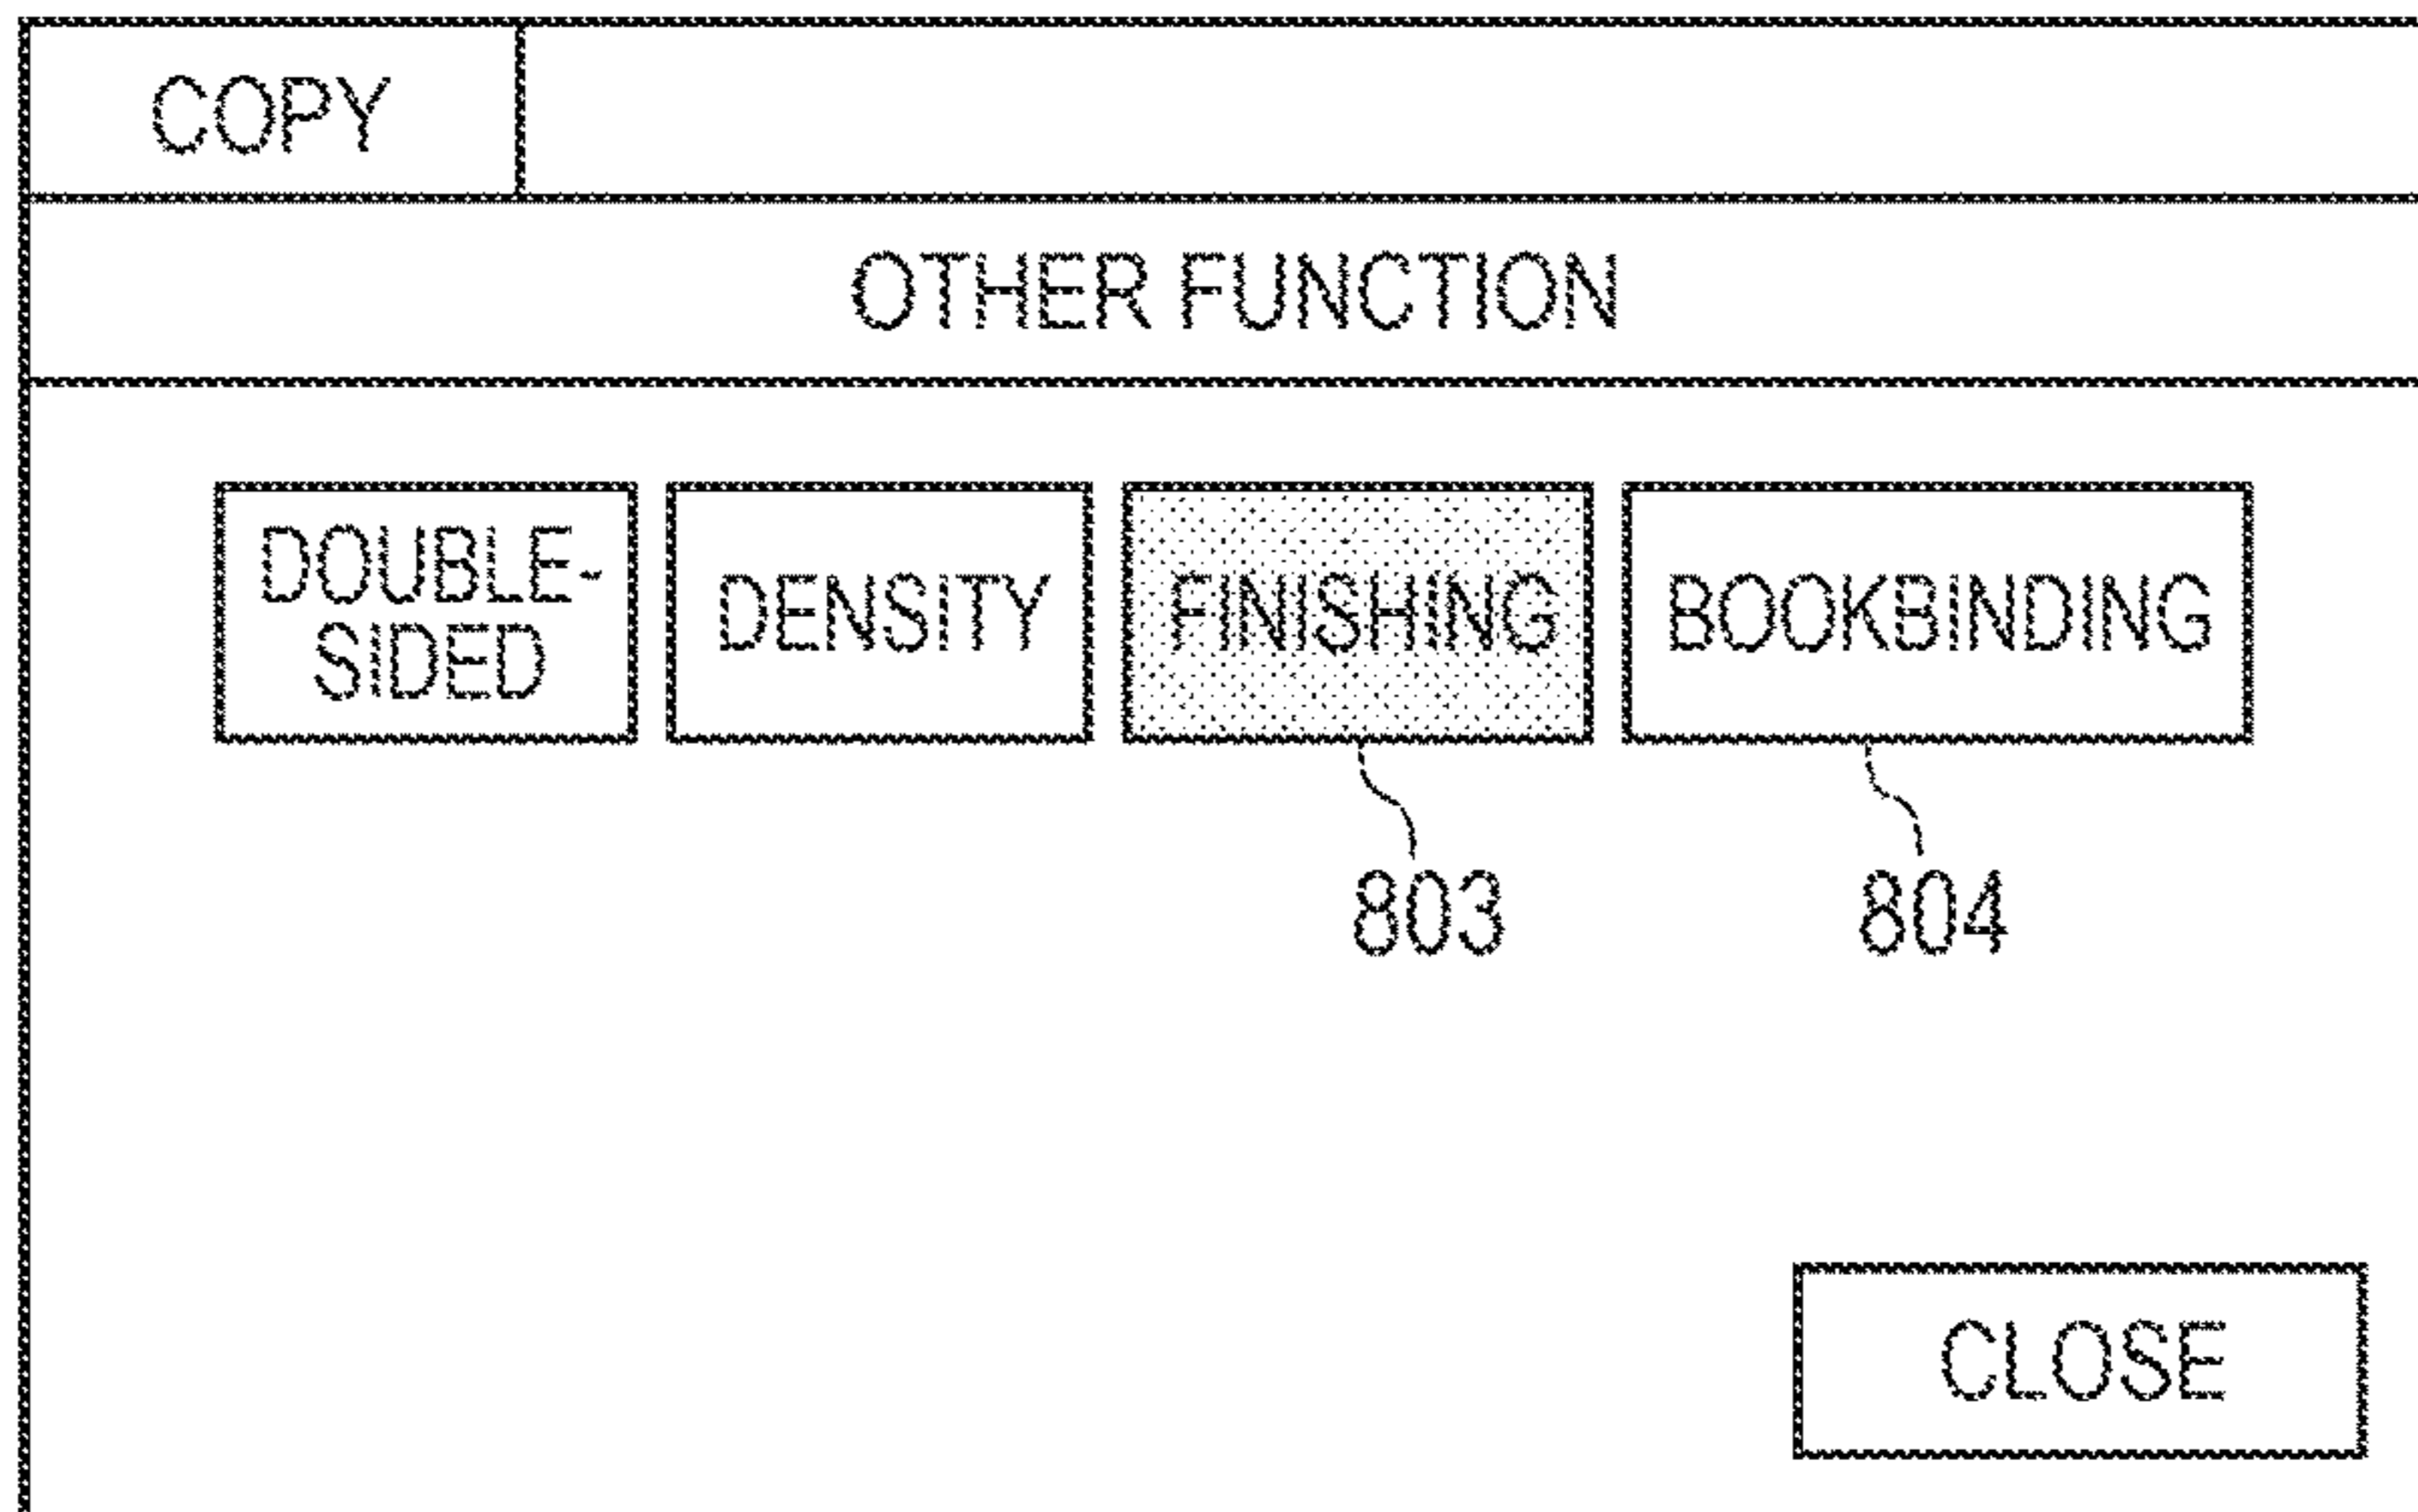 COPY
OTHER FUNCTION
DOUBLE-
SIDED
DENSITY
FINISHING
BOOKBINDING
803
804
CLOSE